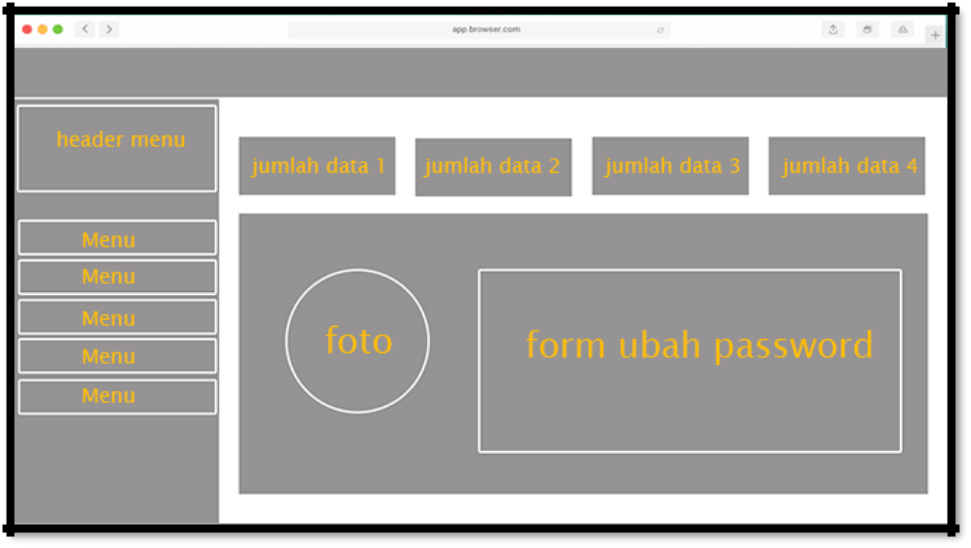 app.browser.com
header menu
jumlah data 1
jumlah data 2
jumlah data 3
jumlah data 4
Menu
Menu
Menu
Menu
Menu
foto
form ubah password